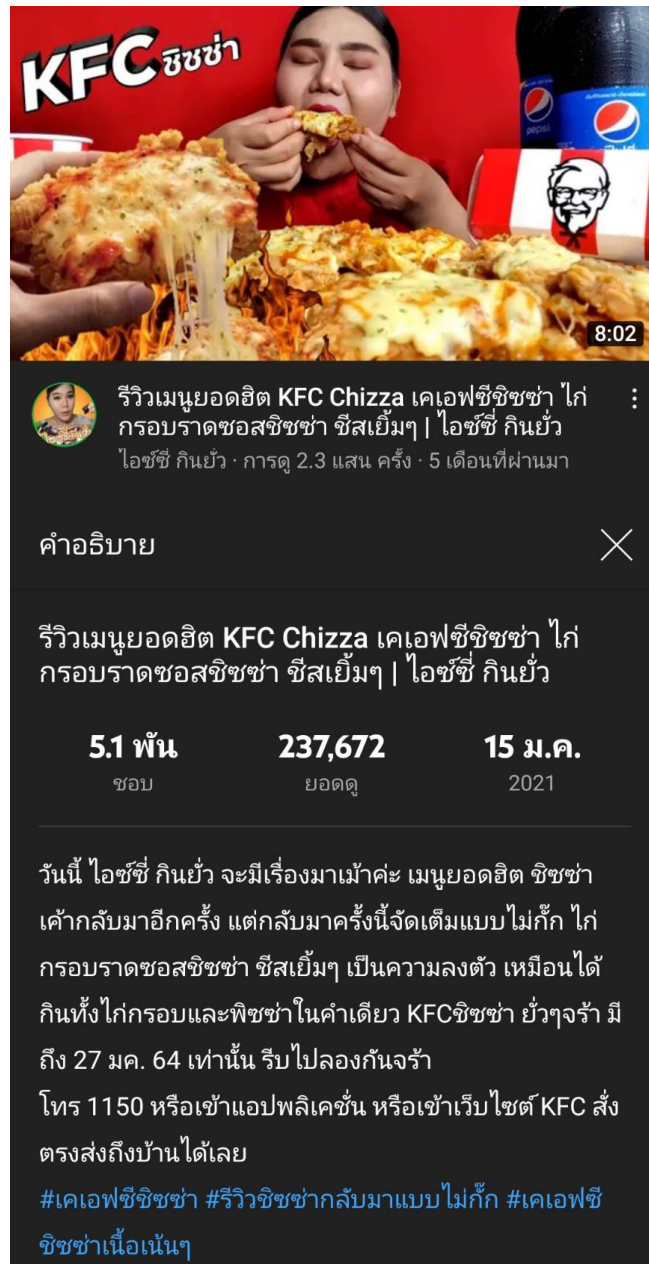 KFC ชิซซ่า
pepsi
8:02
รีวิวเมนูยอดฮิต KFC Chizza เคเอฟซีชิซซ่า ไก่
กรอบราดซอสชิซซ่า ชีสเยิ้มๆ | ไอซ์ซี่ กินยั่ว
ไอซ์ซี่ กินยั่ว · การดู 2.3 แสน ครั้ง · 5 เดือนที่ผ่านมา
คำอธิบาย
รีวิวเมนูยอดฮิต KFC Chizza เคเอฟซีชิซซ่า ไก่
กรอบราดซอสชิซซ่า ชีสเยิ้มๆ | ไอซ์ซี่ กินยั่ว
5.1 พัน 237,672 15 ม.ค.
ชอบ ยอดดู 2021
วันนี้ ไอซ์ซี่ กินยั่ว จะมีเรื่องมาเม้าค่ะ เมนูยอดฮิต ชิซซ่า
เค้ากลับมาอีกครั้ง แต่กลับมาครั้งนี้จัดเต็มแบบไม่กั๊ก ไก่
กรอบราดซอสชิซซ่า ชีสเยิ้มๆ เป็นความลงตัว เหมือนได้
กินทั้งไก่กรอบและพิซซ่าในคำเดียว KFCชิซซ่า ยั่วๆจร้า มี
ถึง 27 มค. 64 เท่านั้น รีบไปลองกันจร้า
โทร 1150 หรือเข้าแอปพลิเคชั่น หรือเข้าเว็บไซต์ KFC สั่ง
ตรงส่งถึงบ้านได้เลย
#เคเอฟซีชิซซ่า #รีวิวชิซซ่ากลับมาแบบไม่กั๊ก #เคเอฟซี
ชิซซ่าเนื้อเน้นๆ